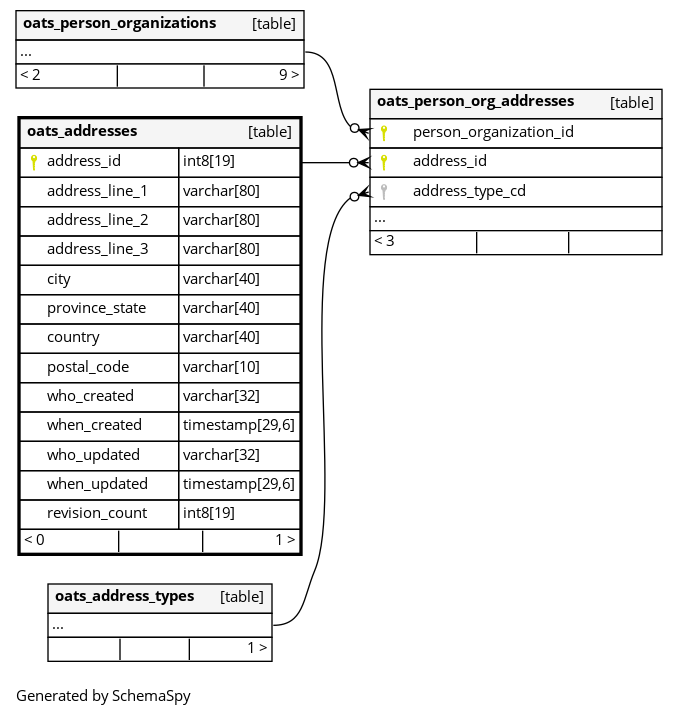 oats_person_organizations [table]
...
< 2 9 >
oats_person_org_addresses [table]
person_organization_id
address_id
address_type_cd
...
< 3
oats_addresses [table]
address_id int8[19]
address_line_1 varchar[80]
address_line_2 varchar[80]
address_line_3 varchar[80]
city varchar[40]
province_state varchar[40]
country varchar[40]
postal_code varchar[10]
who_created varchar[32]
when_created timestamp[29,6]
who_updated varchar[32]
when_updated timestamp[29,6]
revision_count int8[19]
< 0 1 >
oats_address_types [table]
...
1 >
Generated by SchemaSpy